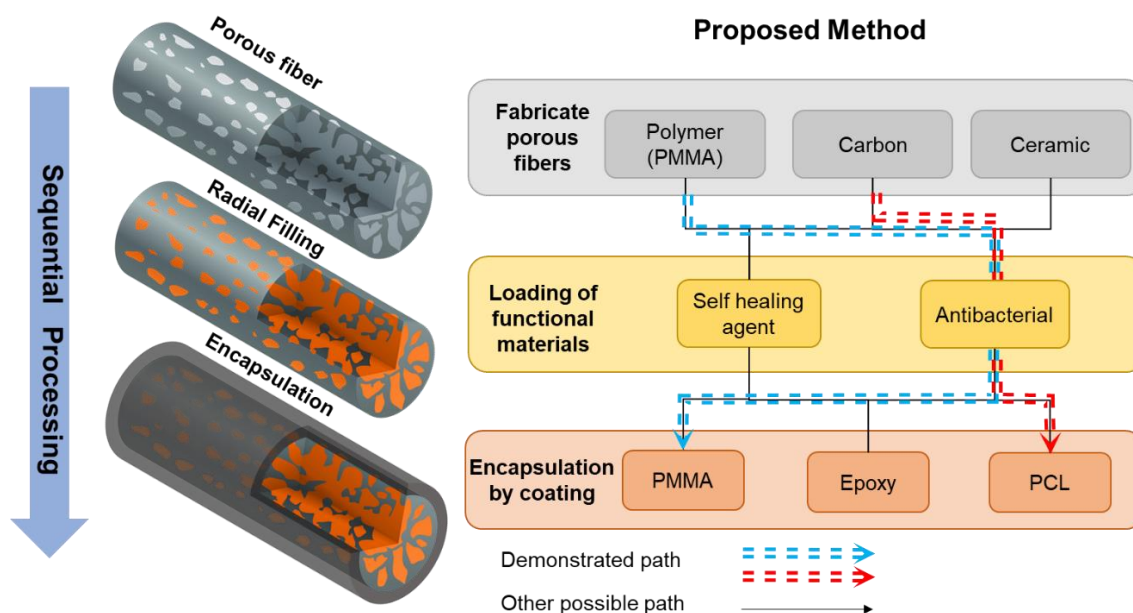 Sequential Processing
Porous fiber
Radial Filling
Encapsulation
Proposed Method
Fabricate
porous
fibers
Polymer
(PMMA)
Carbon
Ceramic
Loading of
functional
materials
Self healing
agent
Antibacterial
Encapsulation
by coating
PMMA
Epoxy
PCL
Demonstrated path
Other possible path